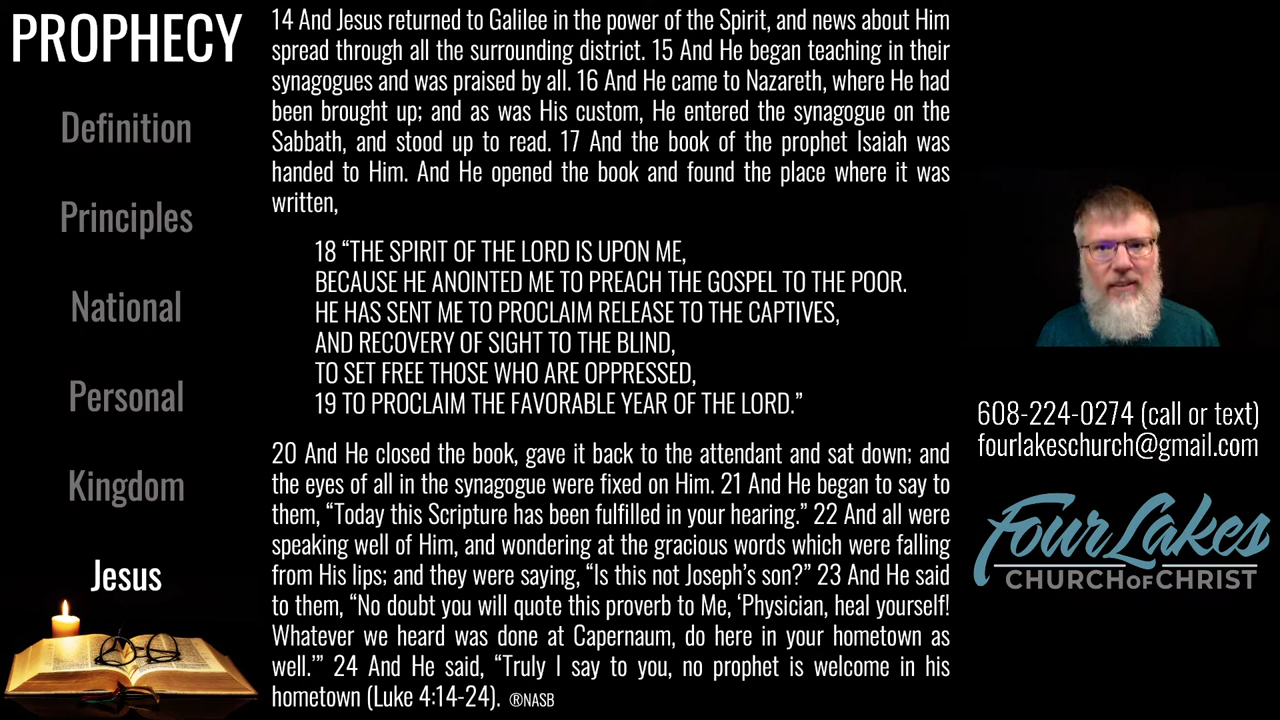 PROPHECY
Definition
Principles
National
Personal
Kingdom
Jesus
14 And Jesus returned to Galilee in the power of the Spirit, and news about Him
spread through all the surrounding district. 15 And He began teaching in their
synagogues and was praised by all. 16 And He came to Nazareth, where He had
been brought up; and as was His custom, He entered the synagogue on the
Sabbath, and stood up to read. 17 And the book of the prophet Isaiah was
handed to Him. And He opened the book and found the place where it was
written,
18 “THE SPIRIT OF THE LORD IS UPON ME,
BECAUSE HE ANOINTED ME TO PREACH THE GOSPEL TO THE POOR.
HE HAS SENT ME TO PROCLAIM RELEASE TO THE CAPTIVES,
AND RECOVERY OF SIGHT TO THE BLIND,
TO SET FREE THOSE WHO ARE OPPRESSED,
19 TO PROCLAIM THE FAVORABLE YEAR OF THE LORD.”
20 And He closed the book, gave it back to the attendant and sat down; and
the eyes of all in the synagogue were fixed on Him. 21 And He began to say to
them, “Today this Scripture has been fulfilled in your hearing.” 22 And all were
speaking well of Him, and wondering at the gracious words which were falling
from His lips; and they were saying, “Is this not Joseph’s son?” 23 And He said
to them, “No doubt you will quote this proverb to Me, ‘Physician, heal yourself!
Whatever we heard was done at Capernaum, do here in your hometown as
well.’” 24 And He said, “Truly I say to you, no prophet is welcome in his
hometown (Luke 4:14-24). ®NASB
608-224-0274 (call or text)
fourlakeschurch@gmail.com
Four Lakes
CHURCH OF CHRIST